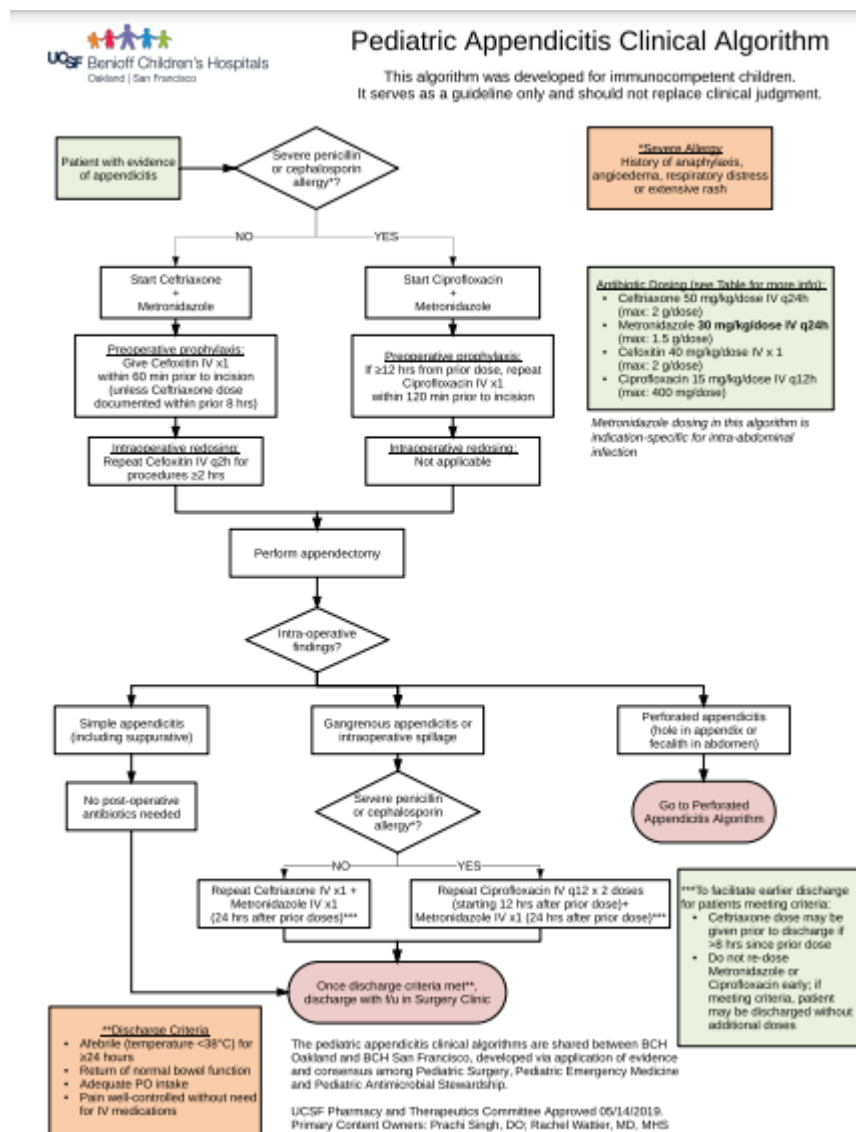 UCSF Benioff Children's Hospitals
Oakland | San Francisco
Pediatric Appendicitis Clinical Algorithm
This algorithm was developed for immunocompetent children.
It serves as a guideline only and should not replace clinical judgment.
Patient with evidence
of appendicitis
Severe penicillin
or cephalosporin
allergy*?
*Severe Allergy
History of anaphylaxis,
angioedema, respiratory distress
or extensive rash
NO
YES
Start Ceftriaxone
+
Metronidazole
Start Ciprofloxacin
+
Metronidazole
Antibiotic Dosing (see Table for more info):
• Ceftriaxone 50 mg/kg/dose IV q24h
(max: 2 g/dose)
• Metronidazole 30 mg/kg/dose IV q24h
(max: 1.5 g/dose)
• Cefoxitin 40 mg/kg/dose IV x 1
(max: 2 g/dose)
• Ciprofloxacin 15 mg/kg/dose IV q12h
(max: 400 mg/dose)
Metronidazole dosing in this algorithm is
indication-specific for intra-abdominal
infection
Preoperative prophylaxis:
Give Cefoxitin IV x1
within 60 min prior to incision
(unless Ceftriaxone dose
documented within prior 8 hrs)
Preoperative prophylaxis:
If ≥12 hrs from prior dose, repeat
Ciprofloxacin IV x1
within 120 min prior to incision
Intraoperative redosing:
Repeat Cefoxitin IV q2h for
procedures ≥2 hrs
Intraoperative redosing:
Not applicable
Perform appendectomy
Intra-operative
findings?
Simple appendicitis
(including suppurative)
Gangrenous appendicitis or
intraoperative spillage
Perforated appendicitis
(hole in appendix or
fecalith in abdomen)
No post-operative
antibiotics needed
Severe penicillin
or cephalosporin
allergy*?
Go to Perforated
Appendicitis Algorithm
NO
YES
Repeat Ceftriaxone IV x1 +
Metronidazole IV x1
(24 hrs after prior doses)***
Repeat Ciprofloxacin IV q12 x 2 doses
(starting 12 hrs after prior dose)+
Metronidazole IV x1 (24 hrs after prior dose)***
***To facilitate earlier discharge
for patients meeting criteria:
• Ceftriaxone dose may be
given prior to discharge if
>8 hrs since prior dose
• Do not re-dose
Metronidazole or
Ciprofloxacin early; if
meeting criteria, patient
may be discharged without
additional doses
Once discharge criteria met**,
discharge with f/u in Surgery Clinic
**Discharge Criteria
• Afebrile (temperature <38°C) for
≥24 hours
• Return of normal bowel function
• Adequate PO intake
• Pain well-controlled without need
for IV medications
The pediatric appendicitis clinical algorithms are shared between BCH
Oakland and BCH San Francisco, developed via application of evidence
and consensus among Pediatric Surgery, Pediatric Emergency Medicine
and Pediatric Antimicrobial Stewardship.
UCSF Pharmacy and Therapeutics Committee Approved 05/14/2019.
Primary Content Owners: Prachi Singh, DO; Rachel Wattier, MD, MHS